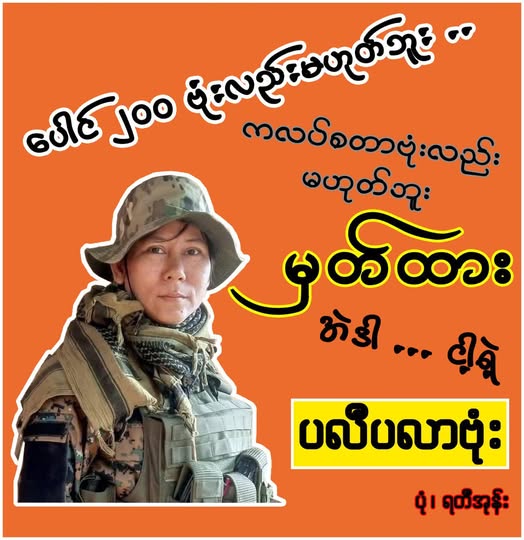 ပေါင် ၂၀၀ ဗုံးလည်းမဟုတ်ဘူး ..
ကလပ်စတာဗုံးလည်း
မဟုတ်ဘူး
မှတ်ထား
အဲဒါ ... ငါ့ရဲ့
ပလီပလာဗုံး
ပုံ ၊ ရတီအုန်း